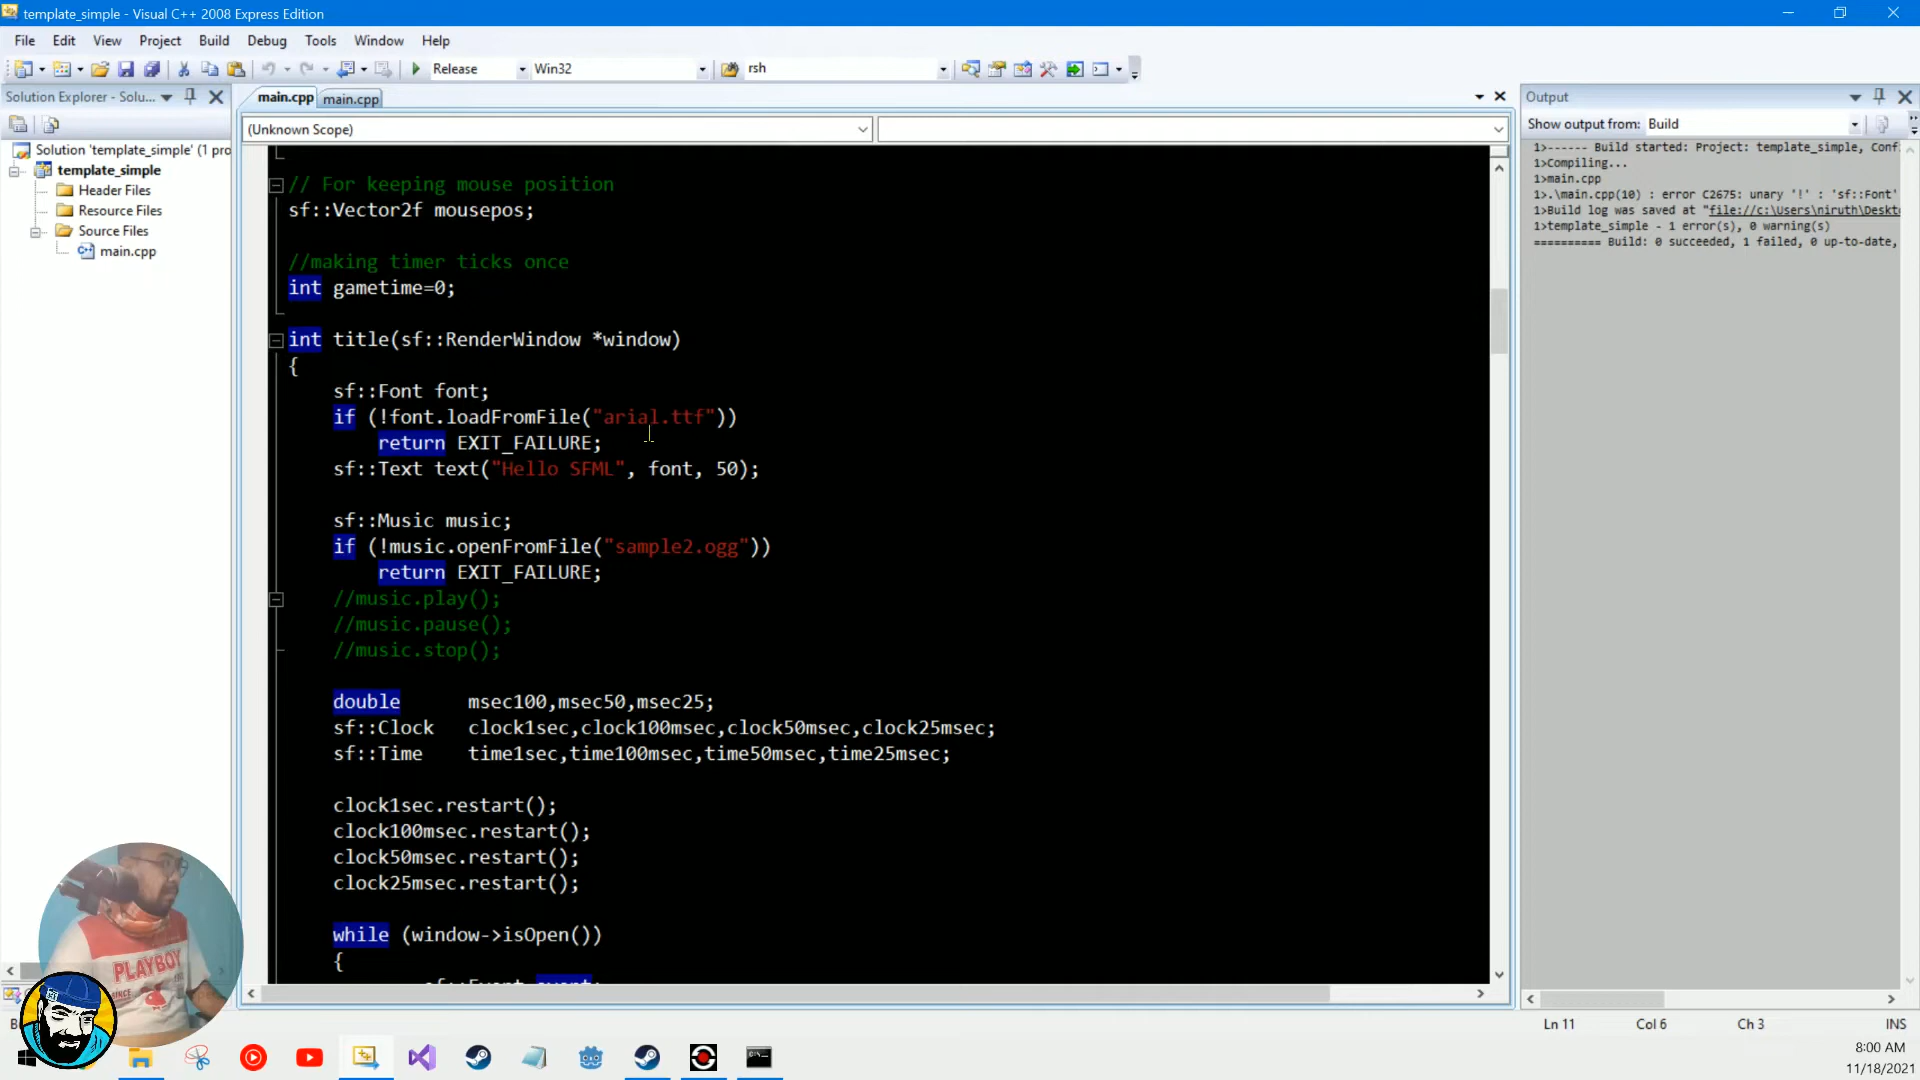 template_simple - Visual C++ 2008 Express Edition
File Edit View Project Build Debug Tools Window Help
Release Win32 rsh
Solution Explorer - Solu...
main.cpp main.cpp
Output
(Unknown Scope)
Show output from: Build
Solution 'template_simple' (1 pro
template_simple
Header Files
Resource Files
Source Files
main.cpp
// For keeping mouse position
sf::Vector2f mousepos;
//making timer ticks once
int gametime=0;
int title(sf::RenderWindow *window)
{
sf::Font font;
if (!font.loadFromFile("arial.ttf"))
return EXIT_FAILURE;
sf::Text text("Hello SFML", font, 50);
sf::Music music;
if (!music.openFromFile("sample2.ogg"))
return EXIT_FAILURE;
//music.play();
//music.pause();
//music.stop();
double msec100,msec50,msec25;
sf::Clock clock1sec,clock100msec,clock50msec,clock25msec;
sf::Time time1sec,time100msec,time50msec,time25msec;
clock1sec.restart();
clock100msec.restart();
clock50msec.restart();
clock25msec.restart();
while (window->isOpen())
{
sf::Event event;
1>------ Build started: Project: template_simple, Conf
1>Compiling...
1>main.cpp
1>.\main.cpp(10) : error C2675: unary '!' : 'sf::Font'
1>Build log was saved at "file://c:\Users\niruth\Deskto
1>template_simple - 1 error(s), 0 warning(s)
========== Build: 0 succeeded, 1 failed, 0 up-to-date,
PLAYBOY
SINCE
Ln 11 Col 6 Ch 3 INS
8:00 AM
11/18/2021